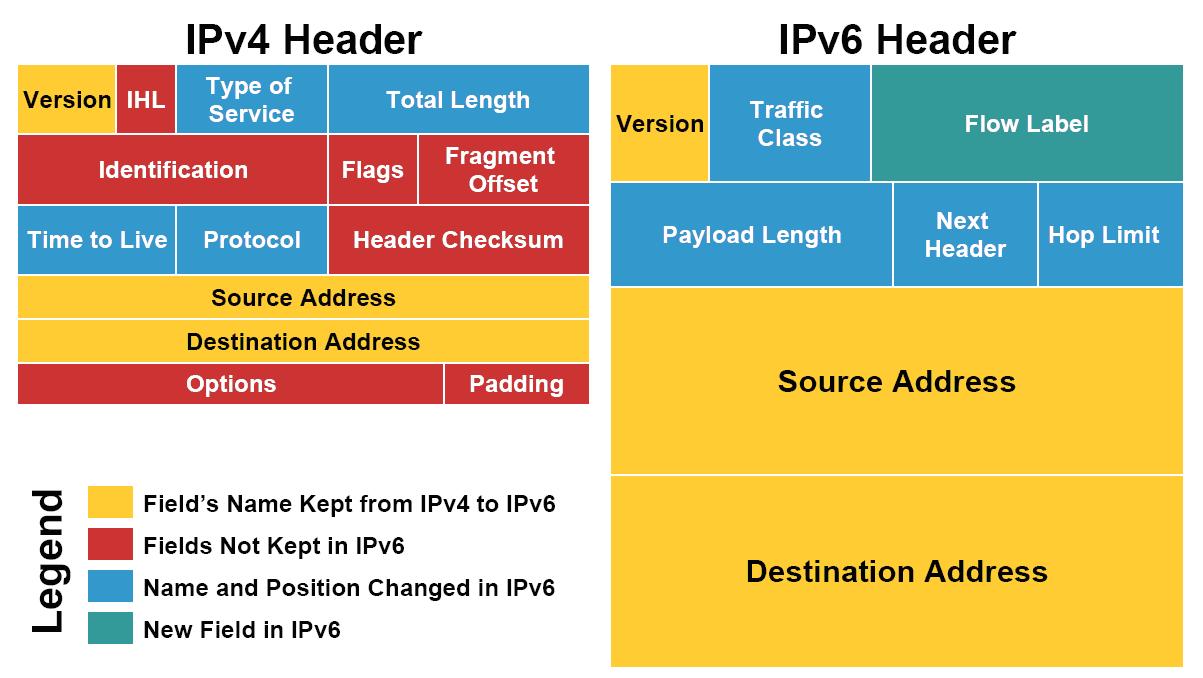 IPv4 Header
Version IHL Type of Service Total Length
Identification Flags Fragment Offset
Time to Live Protocol Header Checksum
Source Address
Destination Address
Options Padding
IPv6 Header
Version Traffic Class Flow Label
Payload Length Next Header Hop Limit
Source Address
Destination Address
Legend
Field’s Name Kept from IPv4 to IPv6
Fields Not Kept in IPv6
Name and Position Changed in IPv6
New Field in IPv6